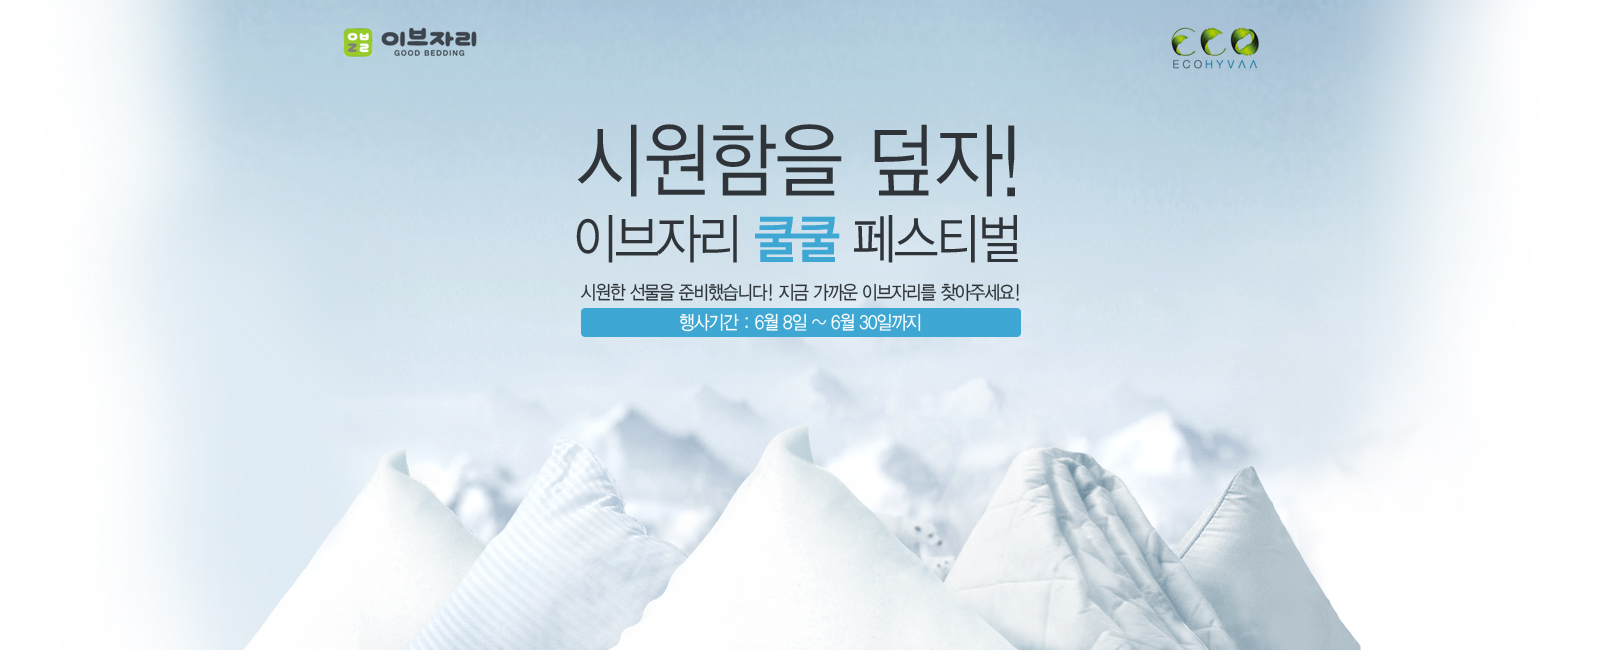 이브자리
GOOD BEDDING
ECO
ECOHYVAA
시원함을 덮자!
이브자리 쿨쿨 페스티벌
시원한 선물을 준비했습니다! 지금 가까운 이브자리를 찾아주세요!
행사기간 : 6월 8일 ~ 6월 30일까지